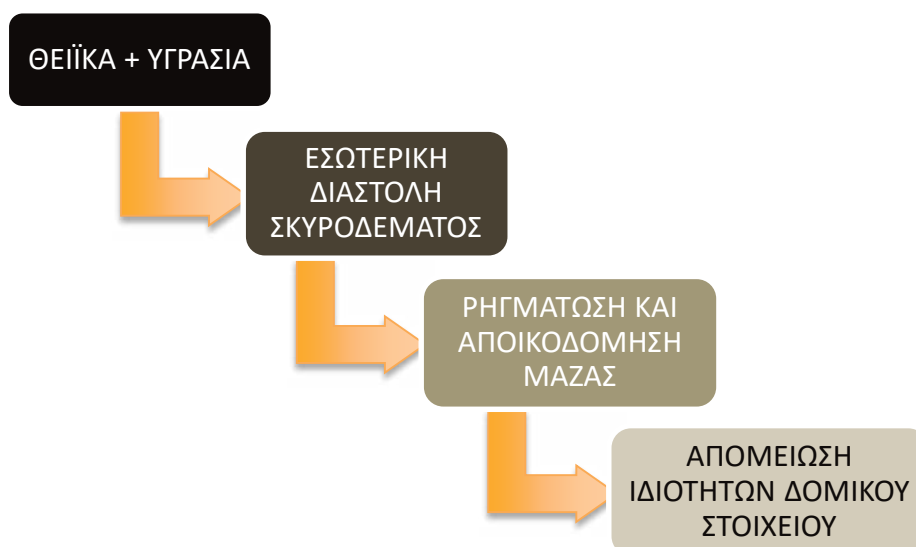 ΘΕΙΪΚΑ + ΥΓΡΑΣΙΑ
ΕΣΩΤΕΡΙΚΗ
ΔΙΑΣΤΟΛΗ
ΣΚΥΡΟΔΕΜΑΤΟΣ
ΡΗΓΜΑΤΩΣΗ ΚΑΙ
ΑΠΟΙΚΟΔΟΜΗΣΗ
ΜΑΖΑΣ
ΑΠΟΜΕΙΩΣΗ
ΙΔΙΟΤΗΤΩΝ ΔΟΜΙΚΟΥ
ΣΤΟΙΧΕΙΟΥ